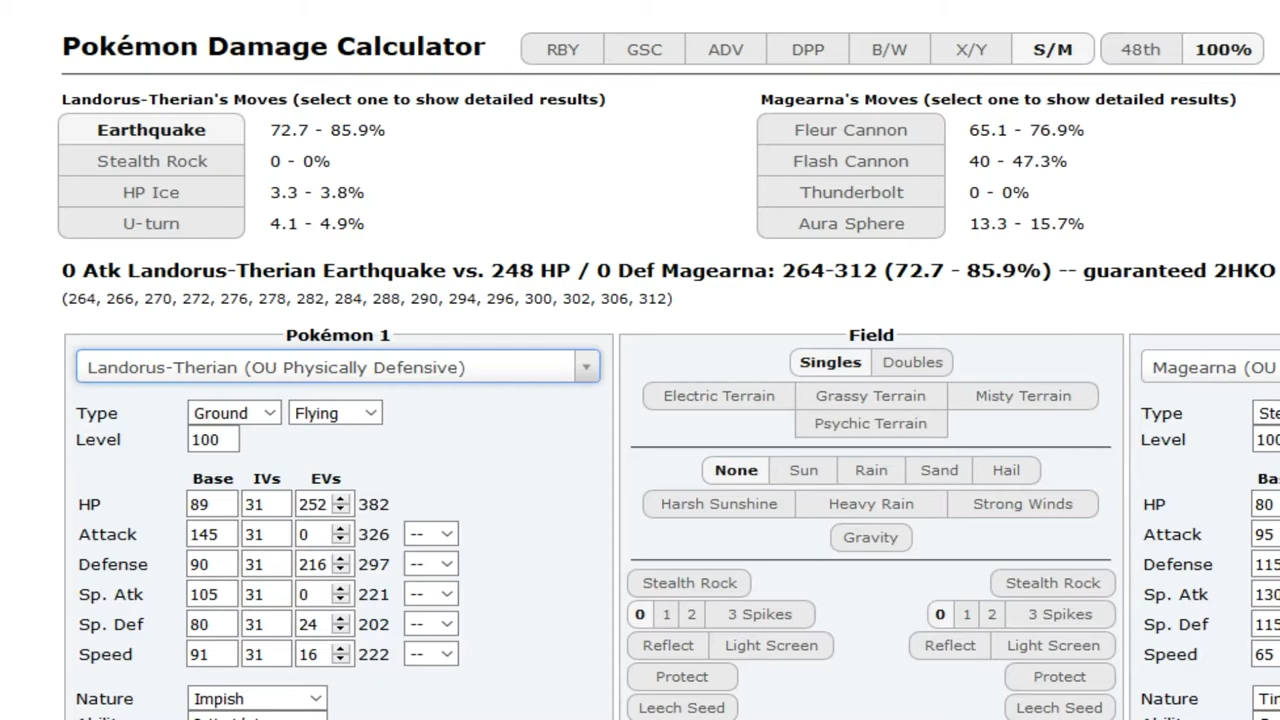 Pokémon Damage Calculator RBY GSC ADV DPP B/W X/Y S/M 48th 100%
Landorus-Therian's Moves (select one to show detailed results) Magearna's Moves (select one to show detailed results)
Earthquake 72.7 - 85.9% Fleur Cannon 65.1 - 76.9%
Stealth Rock 0 - 0% Flash Cannon 40 - 47.3%
HP Ice 3.3 - 3.8% Thunderbolt 0 - 0%
U-turn 4.1 - 4.9% Aura Sphere 13.3 - 15.7%
0 Atk Landorus-Therian Earthquake vs. 248 HP / 0 Def Magearna: 264-312 (72.7 - 85.9%) -- guaranteed 2HKO
(264, 266, 270, 272, 276, 278, 282, 284, 288, 290, 294, 296, 300, 302, 306, 312)
Pokémon 1
Landorus-Therian (OU Physically Defensive)
Type Ground Flying
Level 100
Base IVs EVs
HP 89 31 252 382
Attack 145 31 0 326 --
Defense 90 31 216 297 --
Sp. Atk 105 31 0 221 --
Sp. Def 80 31 24 202 --
Speed 91 31 16 222 --
Nature Impish
Field
Singles Doubles
Electric Terrain Grassy Terrain Misty Terrain
Psychic Terrain
None Sun Rain Sand Hail
Harsh Sunshine Heavy Rain Strong Winds
Gravity
Stealth Rock Stealth Rock
0 1 2 3 Spikes 0 1 2 3 Spikes
Reflect Light Screen Reflect Light Screen
Protect Protect
Leech Seed Leech Seed
Magearna (OU
Type Ste
Level 100
Ba
HP 80
Attack 95
Defense 115
Sp. Atk 130
Sp. Def 115
Speed 65
Nature Tin